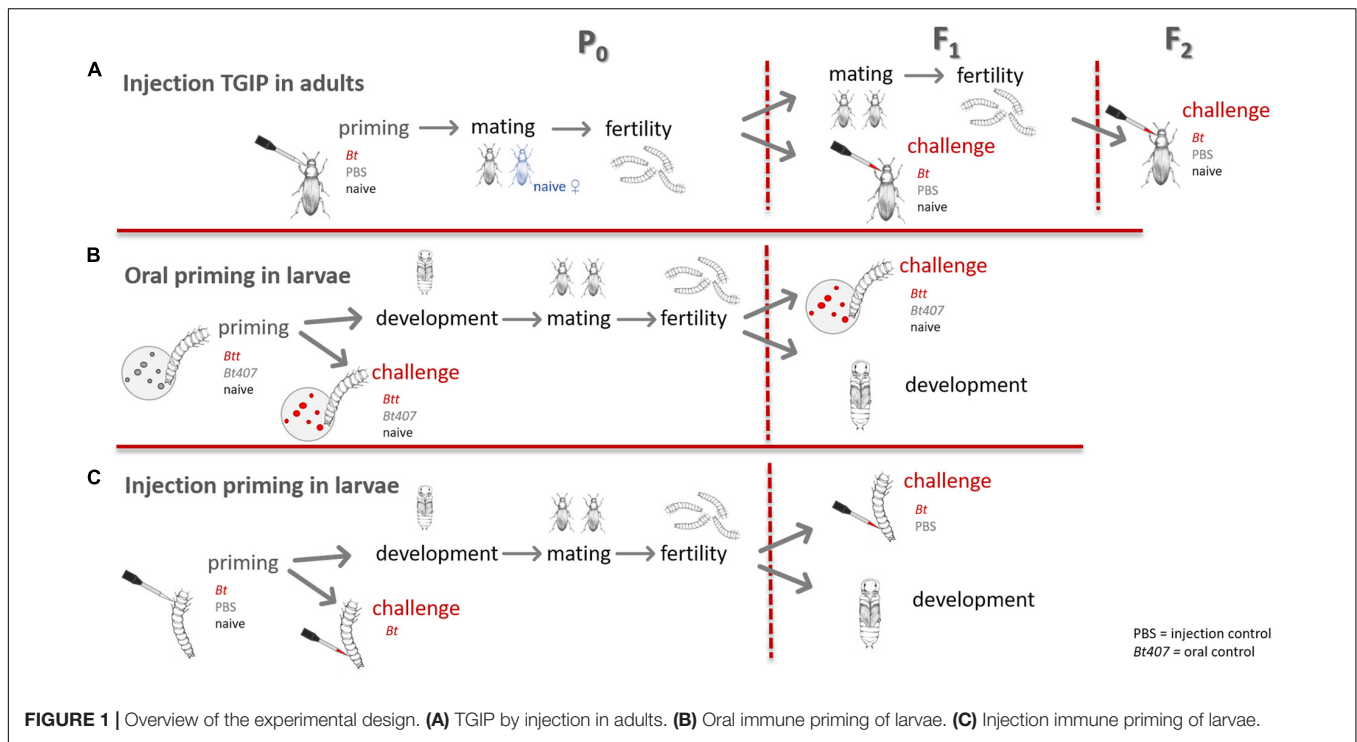 P0 F1 F2
A Injection TGIP in adults
priming mating fertility
Bt
PBS
naive
naive ♀
mating fertility
challenge
Bt
PBS
naive
challenge
Bt
PBS
naive
B Oral priming in larvae
priming
Btt
Bt407
naive
development mating fertility
challenge
Btt
Bt407
naive
challenge
Btt
Bt407
naive
development
C Injection priming in larvae
priming
Bt
PBS
naive
development mating fertility
challenge
Bt
challenge
Bt
PBS
development
PBS = injection control
Bt407 = oral control
FIGURE 1 | Overview of the experimental design. (A) TGIP by injection in adults. (B) Oral immune priming of larvae. (C) Injection immune priming of larvae.